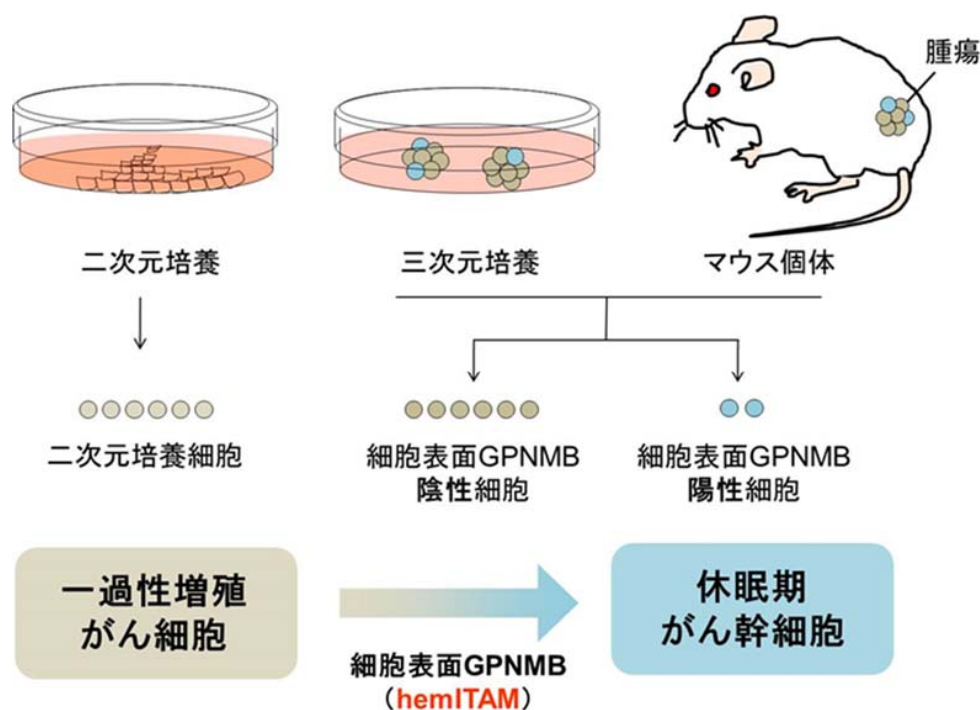 腫瘍
二次元培養
三次元培養
マウス個体
二次元培養細胞
細胞表面GPNMB
陰性細胞
細胞表面GPNMB
陽性細胞
一過性増殖
がん細胞
細胞表面GPNMB
（hemITAM）
休眠期
がん幹細胞